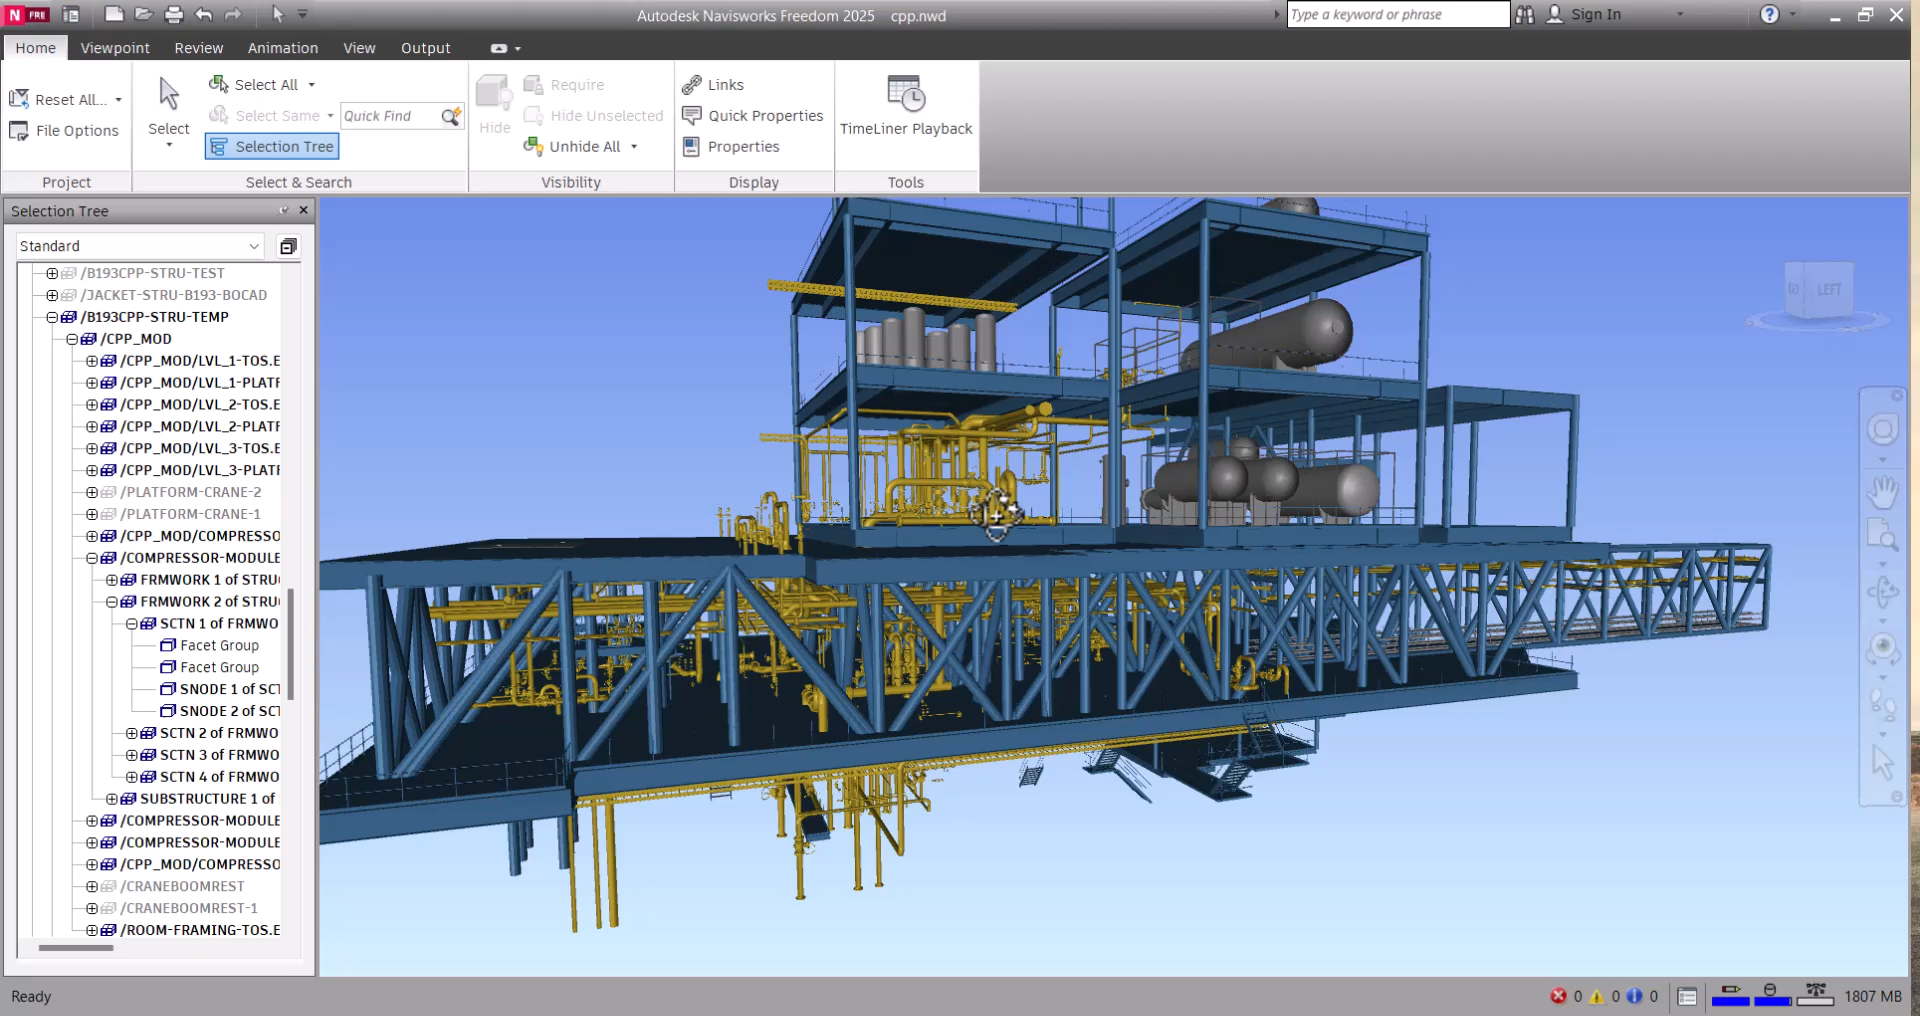 N FRE
Autodesk Navisworks Freedom 2025 cpp.nwd
Type a keyword or phrase
Sign In
?
Home Viewpoint Review Animation View Output
Reset All...
File Options
Project
Select
Select All
Select Same
Quick Find
Selection Tree
Select & Search
Hide
Require
Hide Unselected
Unhide All
Visibility
Links
Quick Properties
Properties
Display
TimeLiner Playback
Tools
Selection Tree
Standard
/B193CPP-STRU-TEST
/JACKET-STRU-B193-BOCAD
/B193CPP-STRU-TEMP
/CPP_MOD
/CPP_MOD/LVL_1-TOS.E
/CPP_MOD/LVL_1-PLATF
/CPP_MOD/LVL_2-TOS.E
/CPP_MOD/LVL_2-PLATF
/CPP_MOD/LVL_3-TOS.E
/CPP_MOD/LVL_3-PLATF
/PLATFORM-CRANE-2
/PLATFORM-CRANE-1
/CPP_MOD/COMPRESSO
/COMPRESSOR-MODULE
FRMWORK 1 of STRU
FRMWORK 2 of STRU
SCTN 1 of FRMWO
Facet Group
Facet Group
SNODE 1 of SCT
SNODE 2 of SCT
SCTN 2 of FRMWO
SCTN 3 of FRMWO
SCTN 4 of FRMWO
SUBSTRUCTURE 1 of
/COMPRESSOR-MODULE
/COMPRESSOR-MODULE
/CPP_MOD/COMPRESSO
/CRANEBOOMREST
/CRANEBOOMREST-1
/ROOM-FRAMING-TOS.E
LEFT
Ready
0 0 0
1807 MB